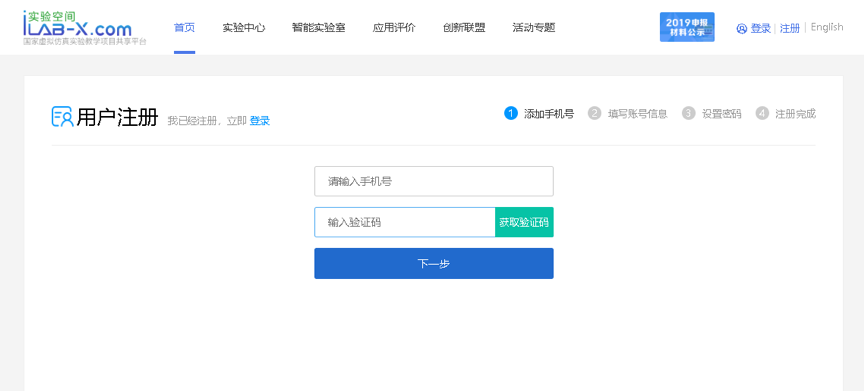 实验空间
iLAB-X.com
国家虚拟仿真实验教学项目共享平台
首页 实验中心 智能实验室 应用评价 创新联盟 活动专题
2019申报
材料公示
登录 | 注册 | English
用户注册 我已经注册，立即 登录
1 添加手机号 2 填写账号信息 3 设置密码 4 注册完成
请输入手机号
输入验证码 获取验证码
下一步